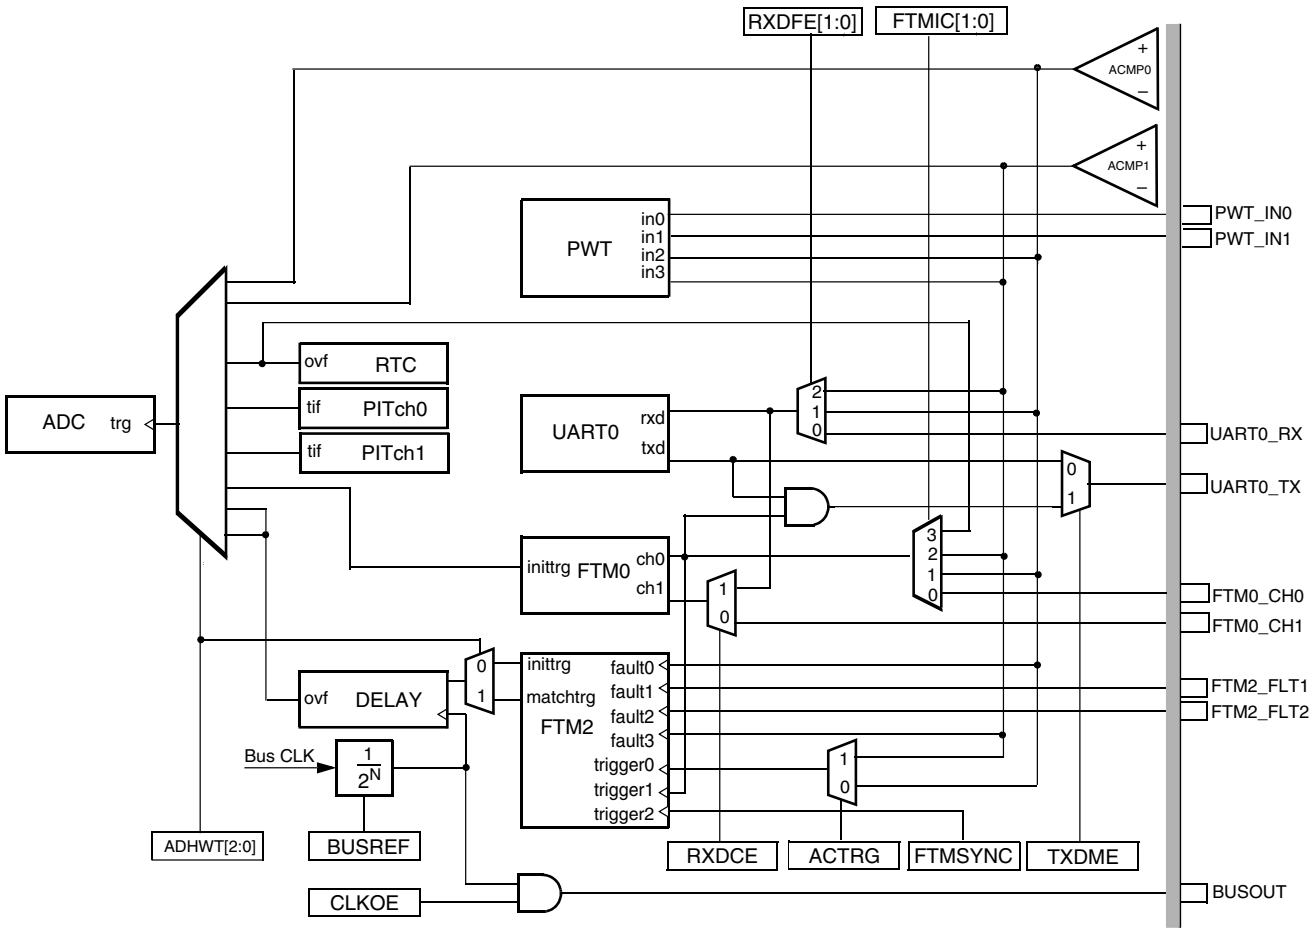 RXDFE[1:0]
FTMIC[1:0]
+
ACMP0
−
+
ACMP1
−
PWT
in0
in1
in2
in3
PWT_IN0
PWT_IN1
ovf RTC
tif PITch0
tif PITch1
ADC trg
UART0
rxd
txd
2
1
0
UART0_RX
0
1
UART0_TX
inittrg FTM0
ch0
ch1
1
0
3
2
1
0
FTM0_CH0
FTM0_CH1
0
1
ovf DELAY
inittrg
matchtrg
FTM2
fault0
fault1
fault2
fault3
trigger0
trigger1
trigger2
1
0
FTM2_FLT1
FTM2_FLT2
Bus CLK
1
2N
ADHWT[2:0]
BUSREF
RXDCE
ACTRG
FTMSYNC
TXDME
CLKOE
BUSOUT